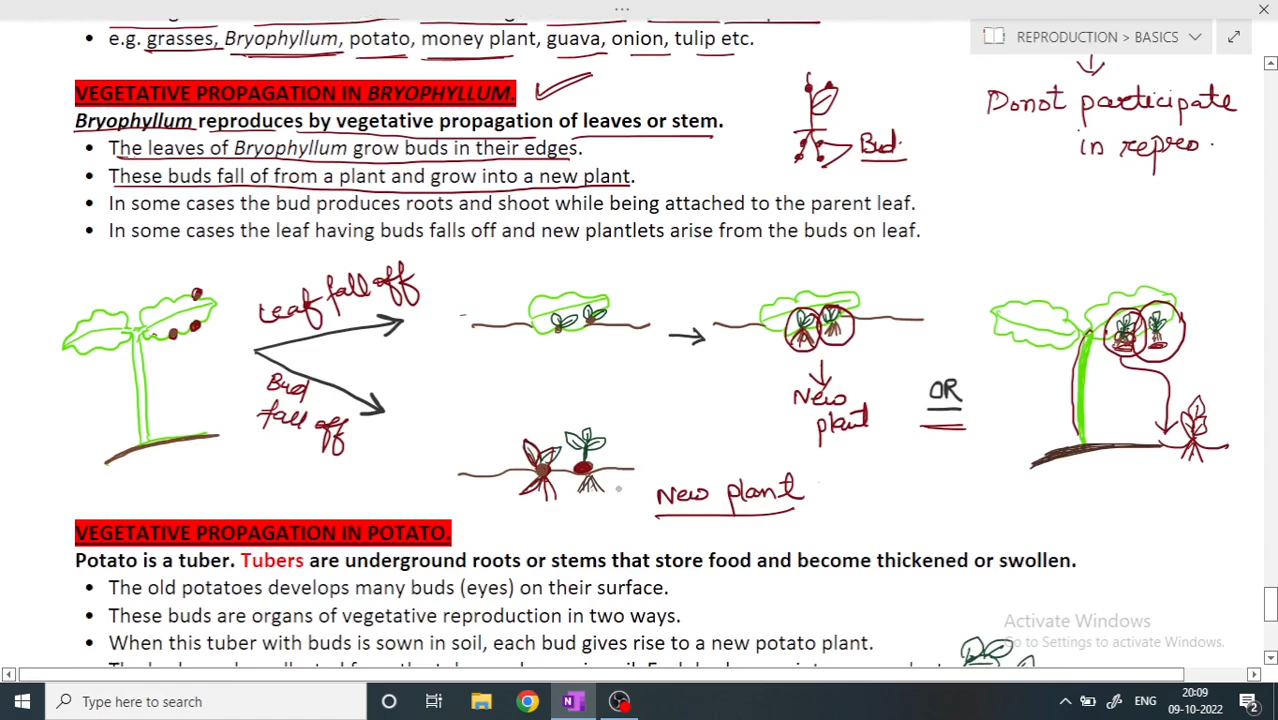 • e.g. grasses, Bryophyllum, potato, money plant, guava, onion, tulip etc.
REPRODUCTION > BASICS
Donot participate
in repro.
VEGETATIVE PROPAGATION IN BRYOPHYLLUM.
Bryophyllum reproduces by vegetative propagation of leaves or stem.
• The leaves of Bryophyllum grow buds in their edges.
Bud.
• These buds fall of from a plant and grow into a new plant.
• In some cases the bud produces roots and shoot while being attached to the parent leaf.
• In some cases the leaf having buds falls off and new plantlets arise from the buds on leaf.
Leaf fall off
Bud
fall off
New
plant
OR
New plant
VEGETATIVE PROPAGATION IN POTATO.
Potato is a tuber. Tubers are underground roots or stems that store food and become thickened or swollen.
• The old potatoes develops many buds (eyes) on their surface.
• These buds are organs of vegetative reproduction in two ways.
• When this tuber with buds is sown in soil, each bud gives rise to a new potato plant.
Activate Windows
Go to Settings to activate Windows.
Type here to search
ENG
20:09
09-10-2022
2